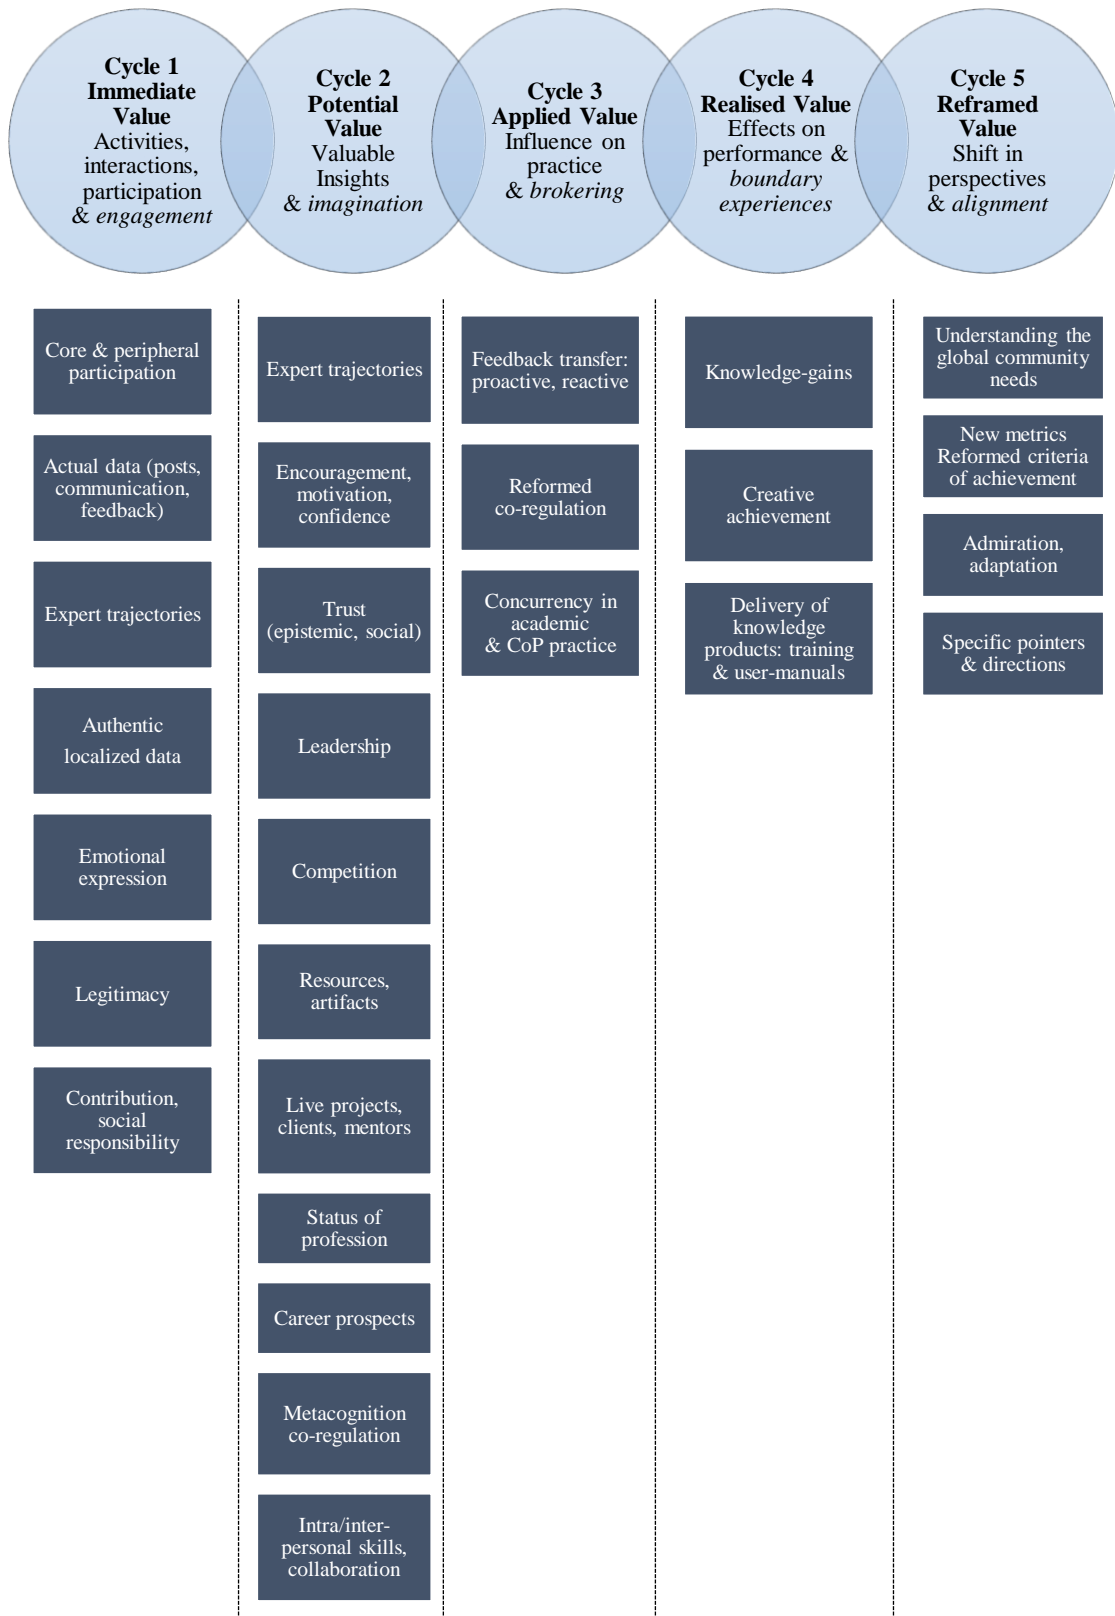 Cycle 1
Immediate
Value
Activities,
interactions,
participation
& engagement
Cycle 2
Potential
Value
Valuable
Insights
& imagination
Cycle 3
Applied Value
Influence on
practice
& brokering
Cycle 4
Realised Value
Effects on
performance &
boundary
experiences
Cycle 5
Reframed
Value
Shift in
perspectives
& alignment
Core & peripheral
participation
Actual data (posts,
communication,
feedback)
Expert trajectories
Authentic
localized data
Emotional
expression
Legitimacy
Contribution,
social
responsibility
Expert trajectories
Encouragement,
motivation,
confidence
Trust
(epistemic, social)
Leadership
Competition
Resources,
artifacts
Live projects,
clients, mentors
Status of
profession
Career prospects
Metacognition
co-regulation
Intra/inter-
personal skills,
collaboration
Feedback transfer:
proactive, reactive
Reformed
co-regulation
Concurrency in
academic
& CoP practice
Knowledge-gains
Creative
achievement
Delivery of
knowledge
products: training
& user-manuals
Understanding the
global community
needs
New metrics
Reformed criteria
of achievement
Admiration,
adaptation
Specific pointers
& directions